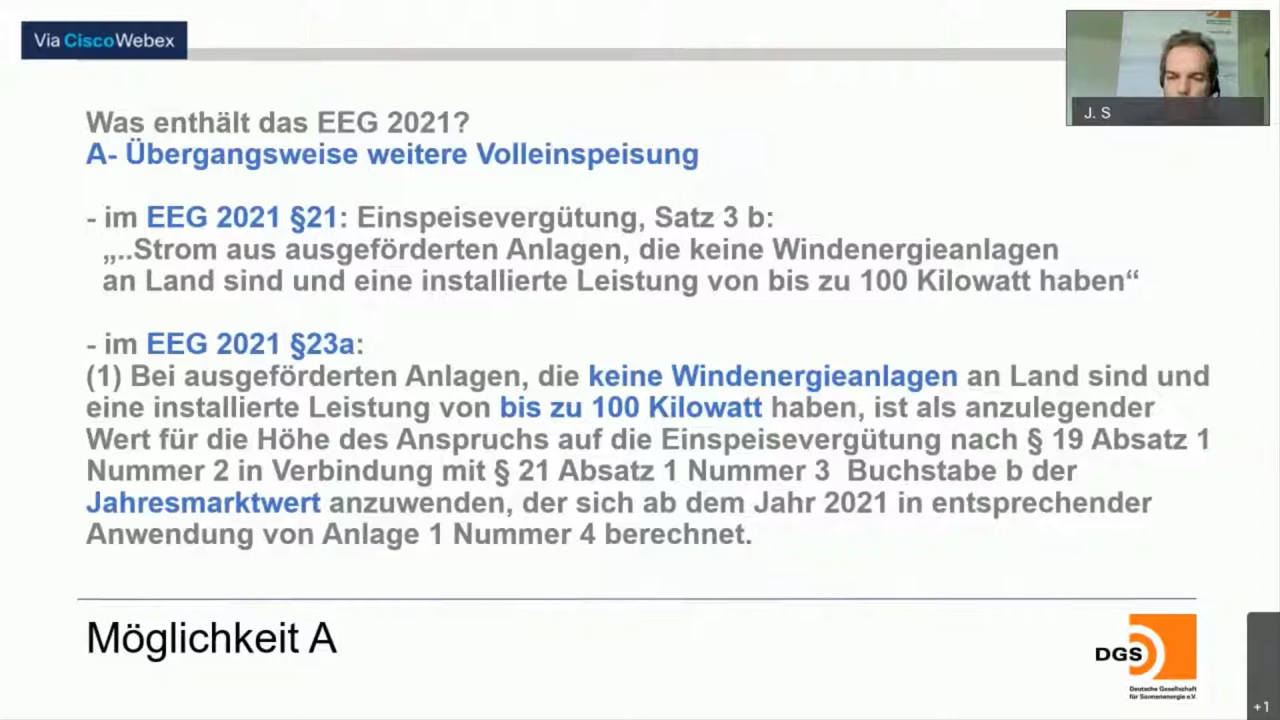 Via CiscoWebex
J. S
Was enthält das EEG 2021?
A- Übergangsweise weitere Volleinspeisung
- im EEG 2021 §21: Einspeisevergütung, Satz 3 b:
„..Strom aus ausgeförderten Anlagen, die keine Windenergieanlagen
an Land sind und eine installierte Leistung von bis zu 100 Kilowatt haben“
- im EEG 2021 §23a:
(1) Bei ausgeförderten Anlagen, die keine Windenergieanlagen an Land sind und
eine installierte Leistung von bis zu 100 Kilowatt haben, ist als anzulegender
Wert für die Höhe des Anspruchs auf die Einspeisevergütung nach § 19 Absatz 1
Nummer 2 in Verbindung mit § 21 Absatz 1 Nummer 3 Buchstabe b der
Jahresmarktwert anzuwenden, der sich ab dem Jahr 2021 in entsprechender
Anwendung von Anlage 1 Nummer 4 berechnet.
Möglichkeit A
DGS
Deutsche Gesellschaft
für Sonnenenergie e.V.
+1